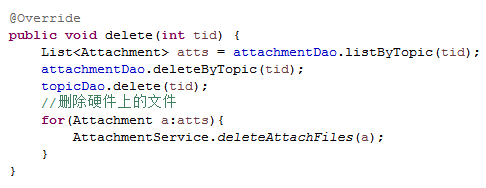 @Override
public void delete(int tid) {
    List<Attachment> atts = attachmentDao.listByTopic(tid);
    attachmentDao.deleteByTopic(tid);
    topicDao.delete(tid);
    //删除硬件上的文件
    for(Attachment a:atts){
        AttachmentService.deleteAttachFiles(a);
    }
}